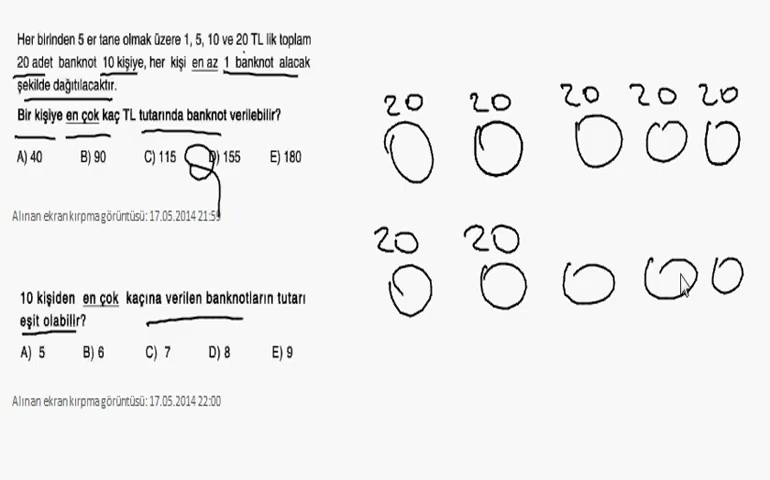 Her birinden 5 er tane olmak üzere 1, 5, 10 ve 20 TL lik toplam
20 adet banknot 10 kişiye, her kişi en az 1 banknot alacak
şekilde dağıtılacaktır.
Bir kişiye en çok kaç TL tutarında banknot verilebilir?
A) 40 B) 90 C) 115 D) 155 E) 180
Alınan ekran kırpma görüntüsü: 17.05.2014 21:59
10 kişiden en çok kaçına verilen banknotların tutarı
eşit olabilir?
A) 5 B) 6 C) 7 D) 8 E) 9
Alınan ekran kırpma görüntüsü: 17.05.2014 22:00
20 20 20 20 20
20 20